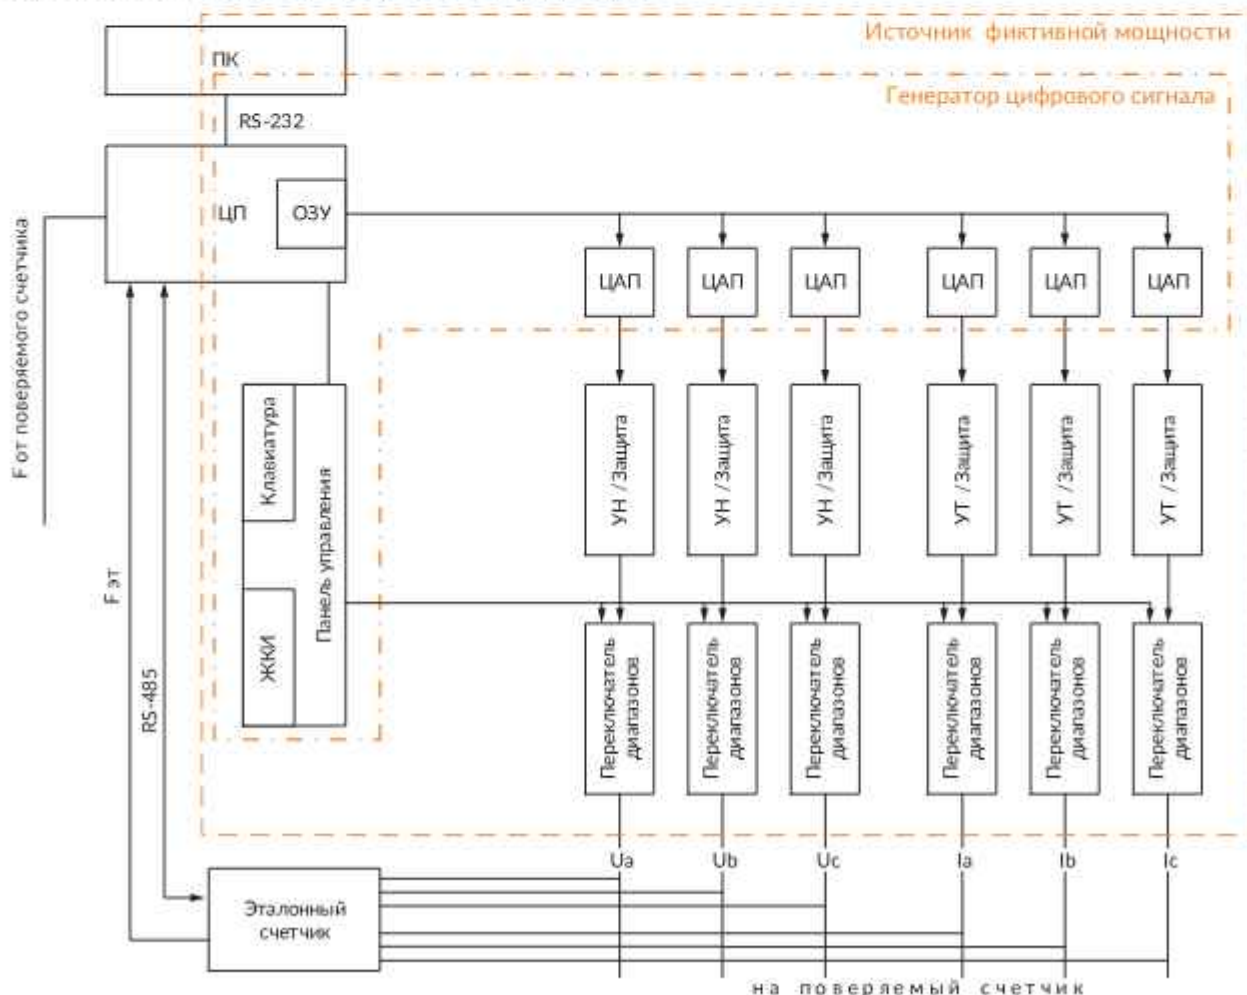 Источник фиктивной мощности
ПК
Генератор цифрового сигнала
RS-232
ЦП
ОЗУ
F от поверяемого счетчика
ЦАП
ЦАП
ЦАП
ЦАП
ЦАП
ЦАП
Клавиатура
Панель управления
ЖКИ
УН / Защита
УН / Защита
УН / Защита
УТ / Защита
УТ / Защита
УТ / Защита
F эт
RS-485
Переключатель
диапазонов
Переключатель
диапазонов
Переключатель
диапазонов
Переключатель
диапазонов
Переключатель
диапазонов
Переключатель
диапазонов
Ua
Ub
Uc
Ia
Ib
Ic
Эталонный
счетчик
на поверяемый счетчик